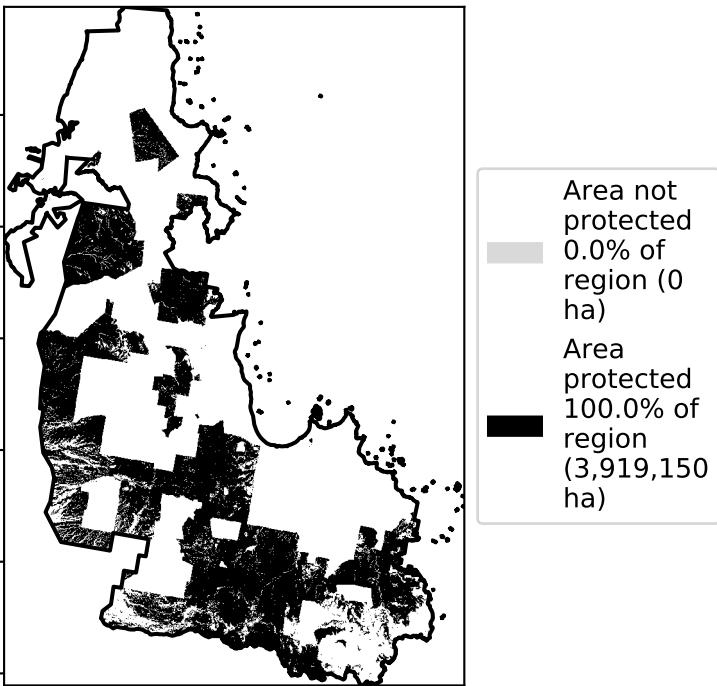 Area not
protected
0.0% of
region (0
ha)
Area
protected
100.0% of
region
(3,919,150
ha)